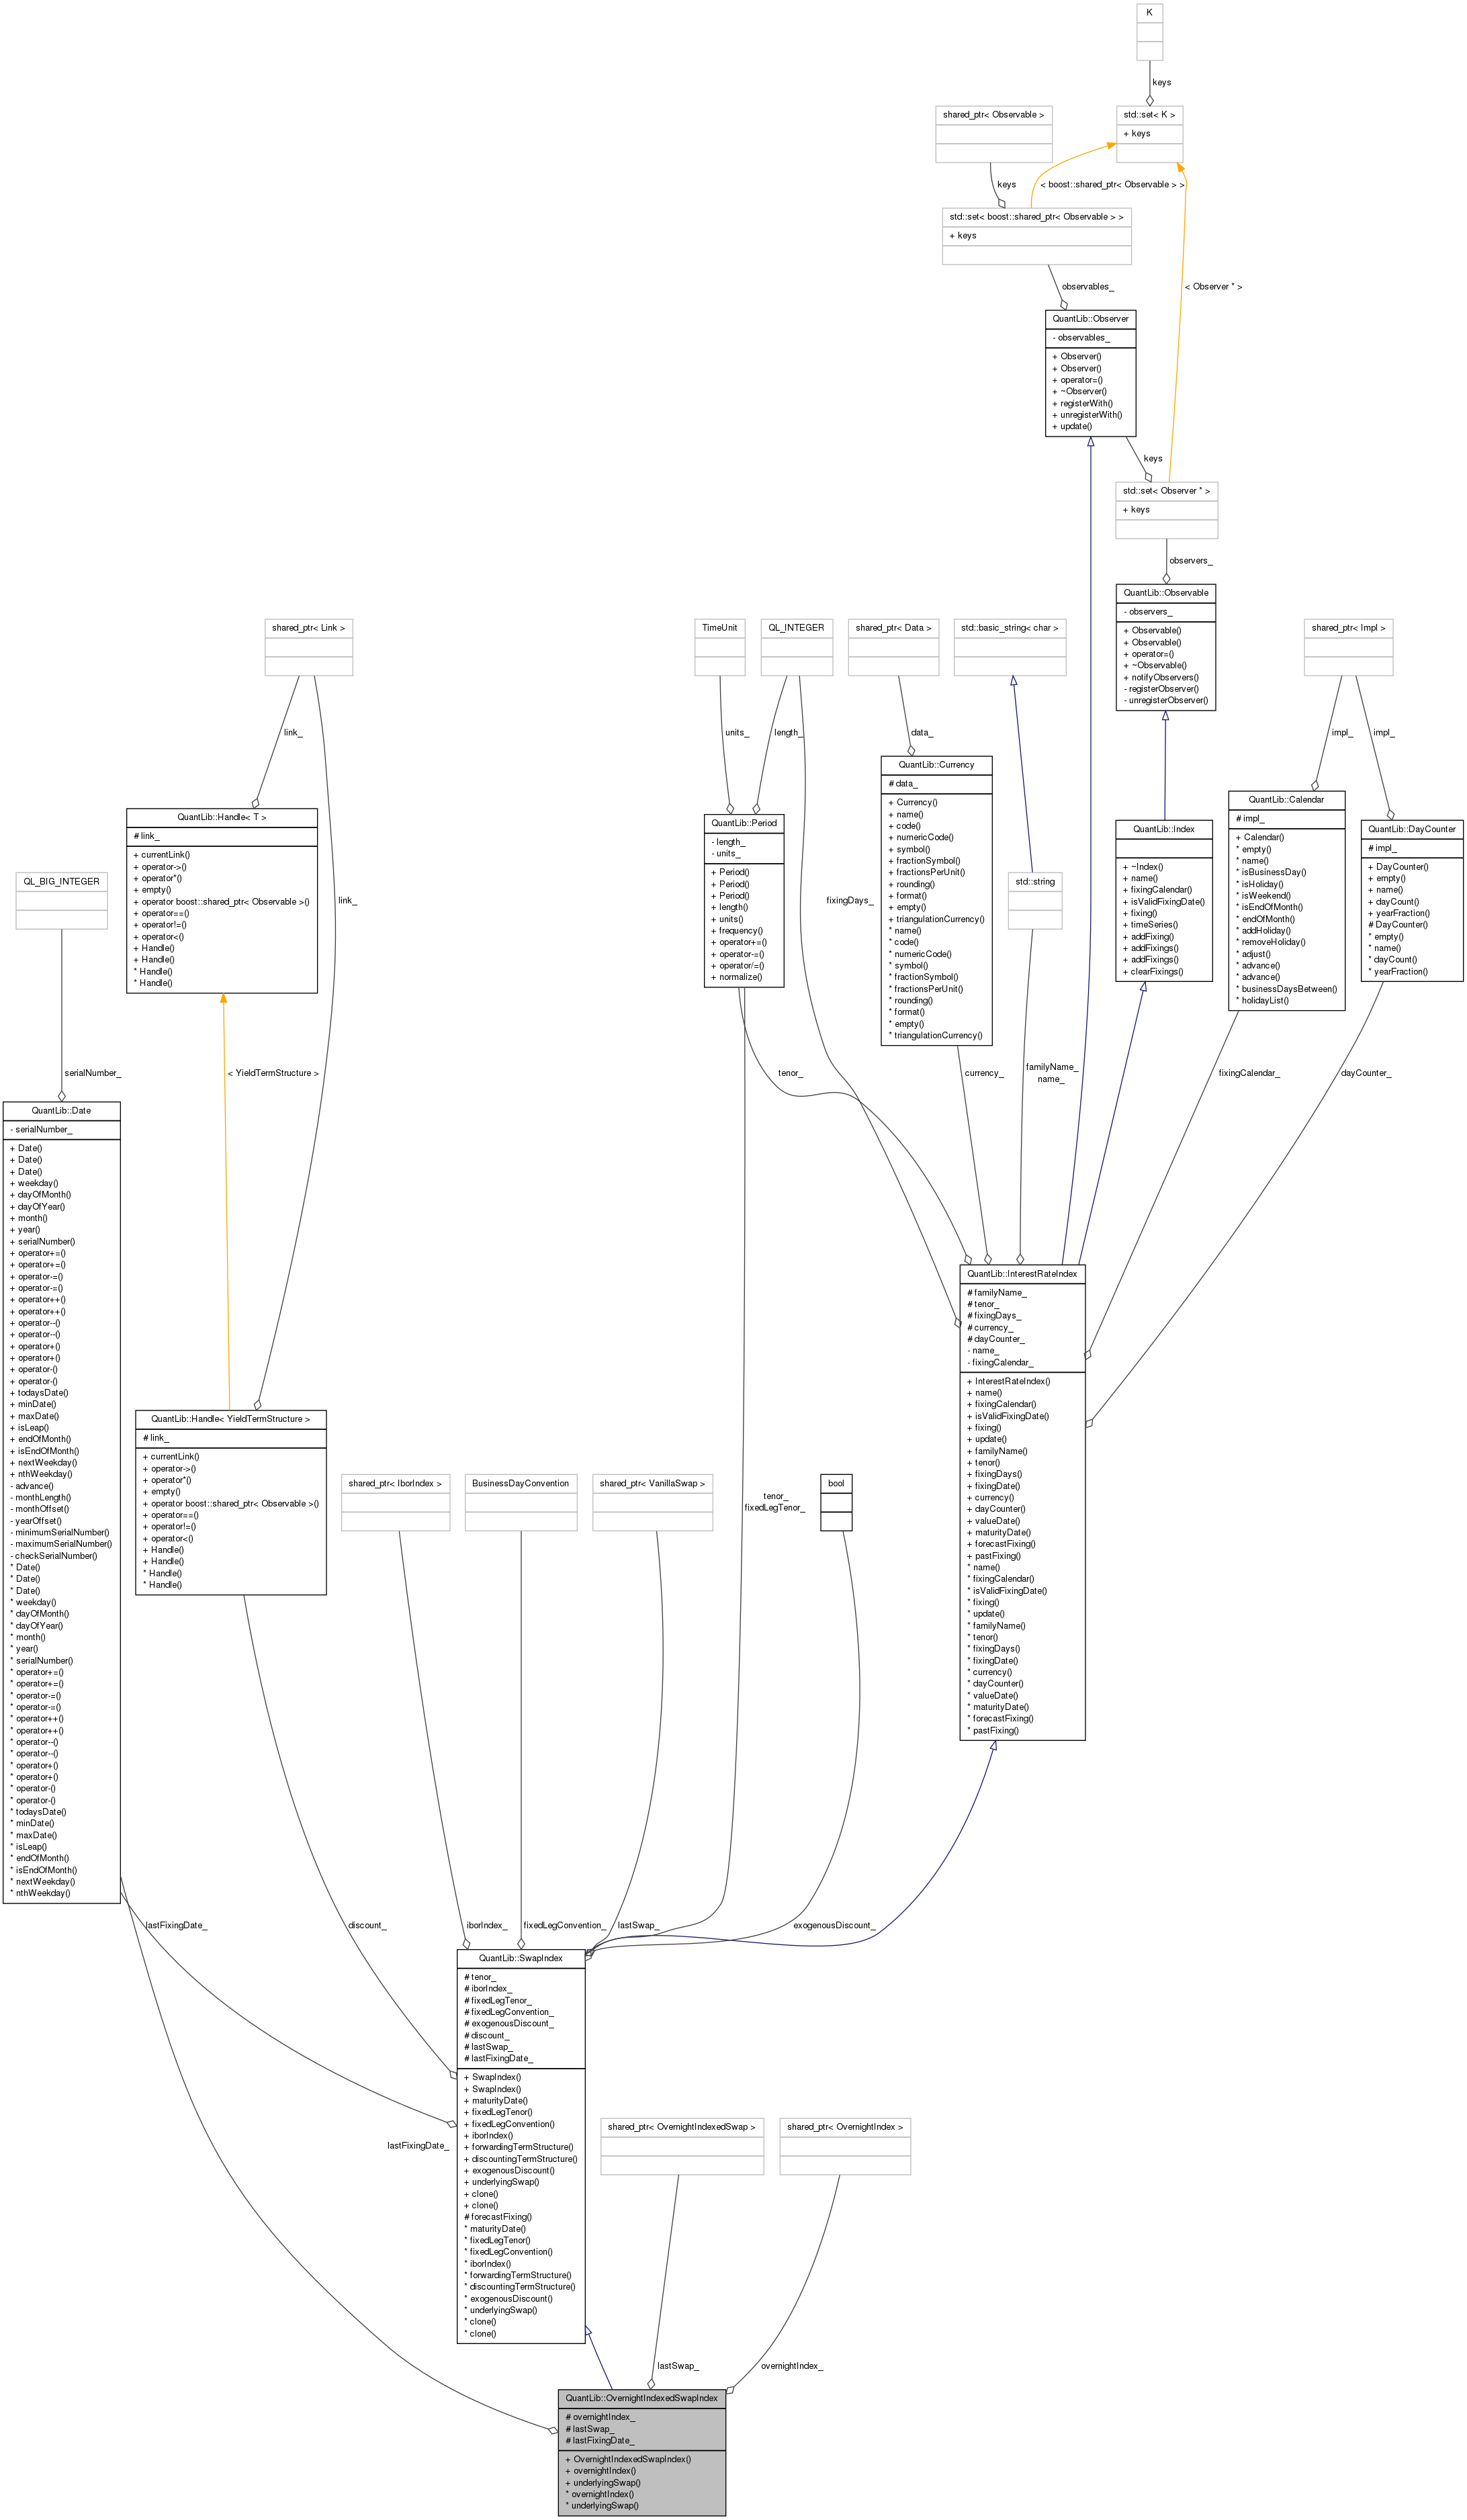 K
keys
shared_ptr< Observable >
std::set< K >
+ keys
keys
< boost::shared_ptr< Observable > >
std::set< boost::shared_ptr< Observable > >
+ keys
observables_
< Observer * >
QuantLib::Observer
- observables_
+ Observer()
+ Observer()
+ operator=()
+ ~Observer()
+ registerWith()
+ unregisterWith()
+ update()
keys
std::set< Observer * >
+ keys
observers_
QuantLib::Observable
- observers_
+ Observable()
+ Observable()
+ operator=()
+ ~Observable()
+ notifyObservers()
- registerObserver()
- unregisterObserver()
shared_ptr< Link >
TimeUnit
QL_INTEGER
shared_ptr< Data >
std::basic_string< char >
shared_ptr< Impl >
link_
units_
length_
data_
impl_
impl_
QuantLib::Handle< T >
# link_
+ currentLink()
+ operator->()
+ operator*()
+ empty()
+ operator boost::shared_ptr< Observable >()
+ operator==()
+ operator!=()
+ operator<()
+ Handle()
+ Handle()
* Handle()
* Handle()
link_
QuantLib::Period
- length_
- units_
+ Period()
+ Period()
+ Period()
+ length()
+ units()
+ frequency()
+ operator+=()
+ operator-=()
+ operator/=()
+ normalize()
fixingDays_
QuantLib::Currency
# data_
+ Currency()
+ name()
+ code()
+ numericCode()
+ symbol()
+ fractionSymbol()
+ fractionsPerUnit()
+ rounding()
+ format()
+ empty()
+ triangulationCurrency()
* name()
* code()
* numericCode()
* symbol()
* fractionSymbol()
* fractionsPerUnit()
* rounding()
* format()
* empty()
* triangulationCurrency()
std::string
QuantLib::Index
+ ~Index()
+ name()
+ fixingCalendar()
+ isValidFixingDate()
+ fixing()
+ timeSeries()
+ addFixing()
+ addFixings()
+ addFixings()
+ clearFixings()
QuantLib::Calendar
# impl_
+ Calendar()
* empty()
* name()
* isBusinessDay()
* isHoliday()
* isWeekend()
* isEndOfMonth()
* endOfMonth()
* addHoliday()
* removeHoliday()
* adjust()
* advance()
* advance()
* businessDaysBetween()
* holidayList()
QuantLib::DayCounter
# impl_
+ DayCounter()
+ empty()
+ name()
+ dayCount()
+ yearFraction()
# DayCounter()
* empty()
* name()
* dayCount()
* yearFraction()
QL_BIG_INTEGER
serialNumber_
< YieldTermStructure >
tenor_
currency_
familyName_
name_
fixingCalendar_
dayCounter_
QuantLib::Date
- serialNumber_
+ Date()
+ Date()
+ Date()
+ weekday()
+ dayOfMonth()
+ dayOfYear()
+ month()
+ year()
+ serialNumber()
+ operator+=()
+ operator+=()
+ operator-=()
+ operator-=()
+ operator++()
+ operator++()
+ operator--()
+ operator--()
+ operator+()
+ operator+()
+ operator-()
+ operator-()
+ todaysDate()
+ minDate()
+ maxDate()
+ isLeap()
+ endOfMonth()
+ isEndOfMonth()
+ nextWeekday()
+ nthWeekday()
- advance()
- monthLength()
- monthOffset()
- yearOffset()
- minimumSerialNumber()
- maximumSerialNumber()
- checkSerialNumber()
* Date()
* Date()
* Date()
* weekday()
* dayOfMonth()
* dayOfYear()
* month()
* year()
* serialNumber()
* operator+=()
* operator+=()
* operator-=()
* operator-=()
* operator++()
* operator++()
* operator--()
* operator--()
* operator+()
* operator+()
* operator-()
* operator-()
* todaysDate()
* minDate()
* maxDate()
* isLeap()
* endOfMonth()
* isEndOfMonth()
* nextWeekday()
* nthWeekday()
QuantLib::InterestRateIndex
# familyName_
# tenor_
# fixingDays_
# currency_
# dayCounter_
- name_
- fixingCalendar_
+ InterestRateIndex()
+ name()
+ fixingCalendar()
+ isValidFixingDate()
+ fixing()
+ update()
+ familyName()
+ tenor()
+ fixingDays()
+ fixingDate()
+ currency()
+ dayCounter()
+ valueDate()
+ maturityDate()
+ forecastFixing()
+ pastFixing()
* name()
* fixingCalendar()
* isValidFixingDate()
* fixing()
* update()
* familyName()
* tenor()
* fixingDays()
* fixingDate()
* currency()
* dayCounter()
* valueDate()
* maturityDate()
* forecastFixing()
* pastFixing()
QuantLib::Handle< YieldTermStructure >
# link_
+ currentLink()
+ operator->()
+ operator*()
+ empty()
+ operator boost::shared_ptr< Observable >()
+ operator==()
+ operator!=()
+ operator<()
+ Handle()
+ Handle()
* Handle()
* Handle()
shared_ptr< IborIndex >
BusinessDayConvention
shared_ptr< VanillaSwap >
tenor_
fixedLegTenor_
bool
lastFixingDate_
discount_
iborIndex_
fixedLegConvention_
lastSwap_
exogenousDiscount_
QuantLib::SwapIndex
# tenor_
# iborIndex_
# fixedLegTenor_
# fixedLegConvention_
# exogenousDiscount_
# discount_
# lastSwap_
# lastFixingDate_
+ SwapIndex()
+ SwapIndex()
+ maturityDate()
+ fixedLegTenor()
+ fixedLegConvention()
+ iborIndex()
+ forwardingTermStructure()
+ discountingTermStructure()
+ exogenousDiscount()
+ underlyingSwap()
+ clone()
+ clone()
# forecastFixing()
* maturityDate()
* fixedLegTenor()
* fixedLegConvention()
* iborIndex()
* forwardingTermStructure()
* discountingTermStructure()
* exogenousDiscount()
* underlyingSwap()
* clone()
* clone()
lastFixingDate_
shared_ptr< OvernightIndexedSwap >
shared_ptr< OvernightIndex >
lastSwap_
overnightIndex_
QuantLib::OvernightIndexedSwapIndex
# overnightIndex_
# lastSwap_
# lastFixingDate_
+ OvernightIndexedSwapIndex()
+ overnightIndex()
+ underlyingSwap()
* overnightIndex()
* underlyingSwap()